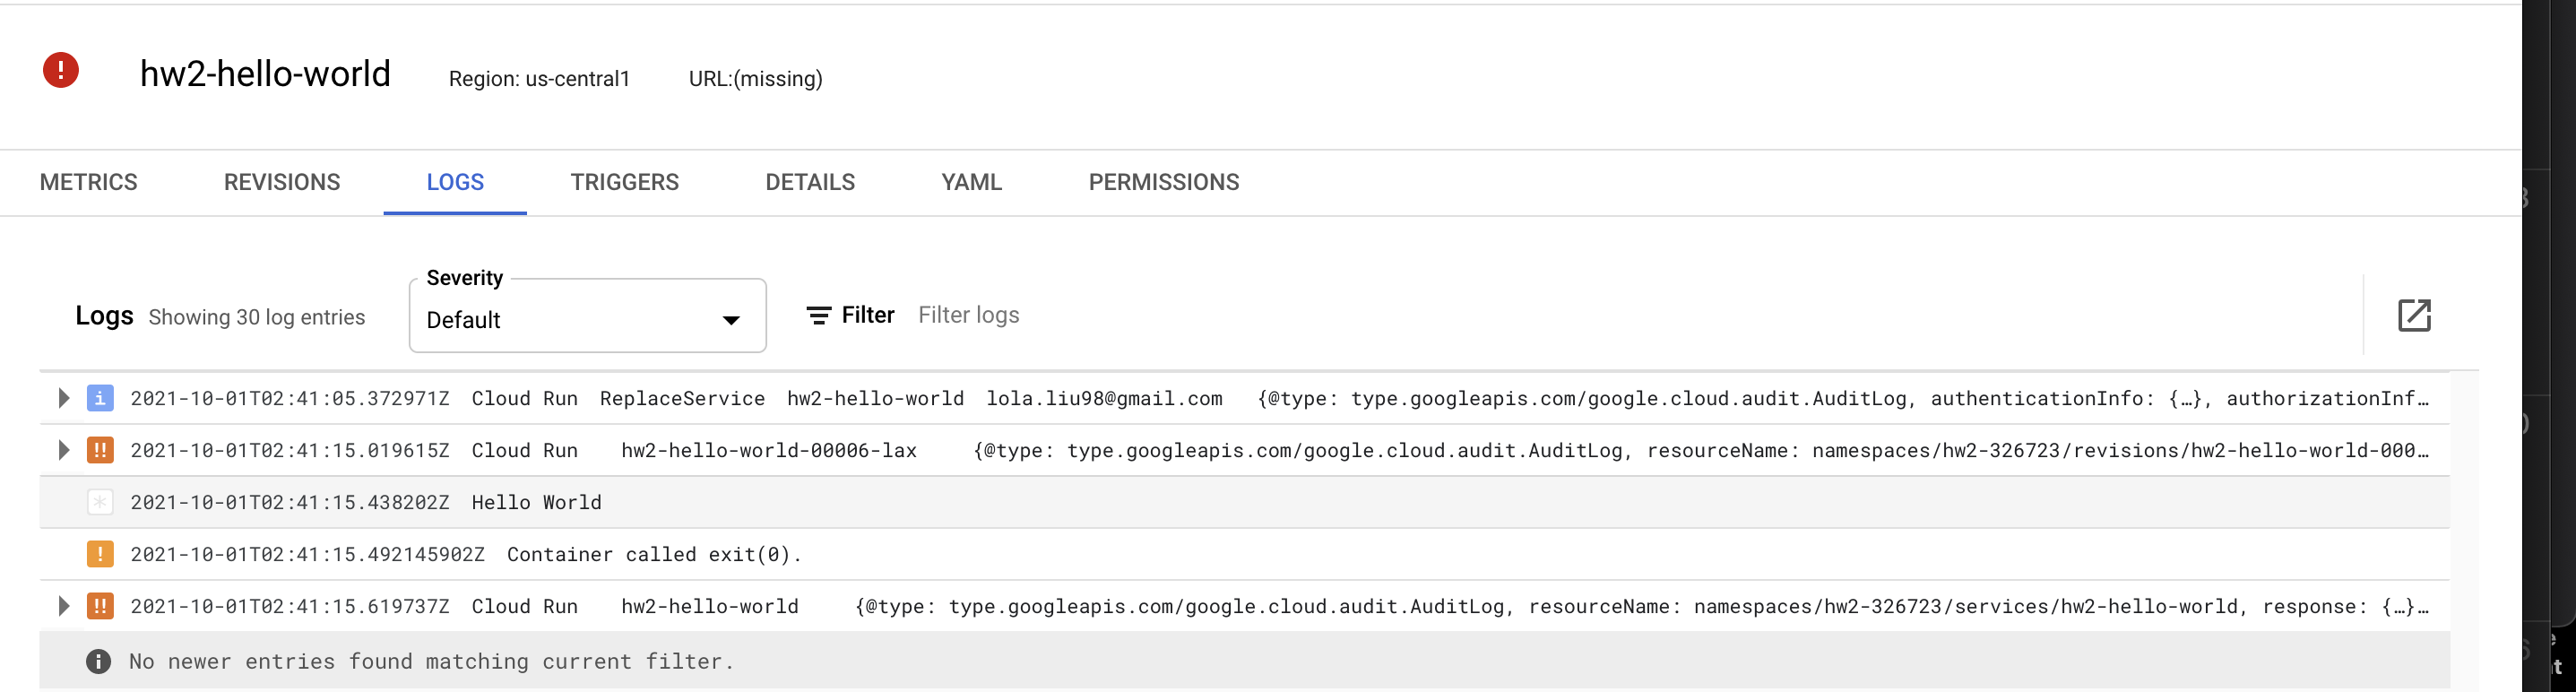 hw2-hello-world Region: us-central1 URL:(missing)
METRICS REVISIONS LOGS TRIGGERS DETAILS YAML PERMISSIONS
Severity
Logs Showing 30 log entries Default Filter Filter logs
2021-10-01T02:41:05.372971Z Cloud Run ReplaceService hw2-hello-world lola.liu98@gmail.com {@type: type.googleapis.com/google.cloud.audit.AuditLog, authenticationInfo: {…}, authorizationInf…
2021-10-01T02:41:15.019615Z Cloud Run hw2-hello-world-00006-lax {@type: type.googleapis.com/google.cloud.audit.AuditLog, resourceName: namespaces/hw2-326723/revisions/hw2-hello-world-000…
2021-10-01T02:41:15.438202Z Hello World
2021-10-01T02:41:15.492145902Z Container called exit(0).
2021-10-01T02:41:15.619737Z Cloud Run hw2-hello-world {@type: type.googleapis.com/google.cloud.audit.AuditLog, resourceName: namespaces/hw2-326723/services/hw2-hello-world, response: {…}…
No newer entries found matching current filter.